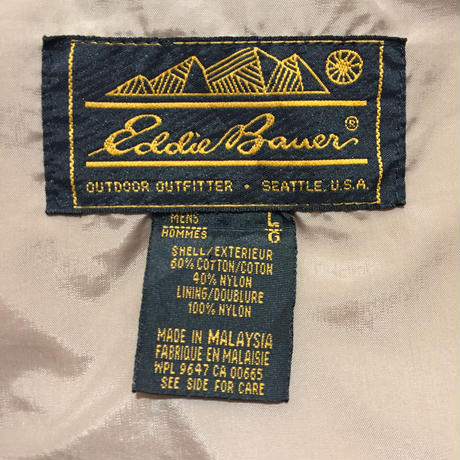 Eddie Bauer®
OUTDOOR OUTFITTER • SEATTLE, U.S.A.
MENS
HOMMES
L
G
SHELL/EXTERIEUR
60% COTTON/COTON
40% NYLON
LINING/DOUBLURE
100% NYLON
MADE IN MALAYSIA
FABRIQUE EN MALAISIE
WPL 9647 CA 00665
SEE SIDE FOR CARE